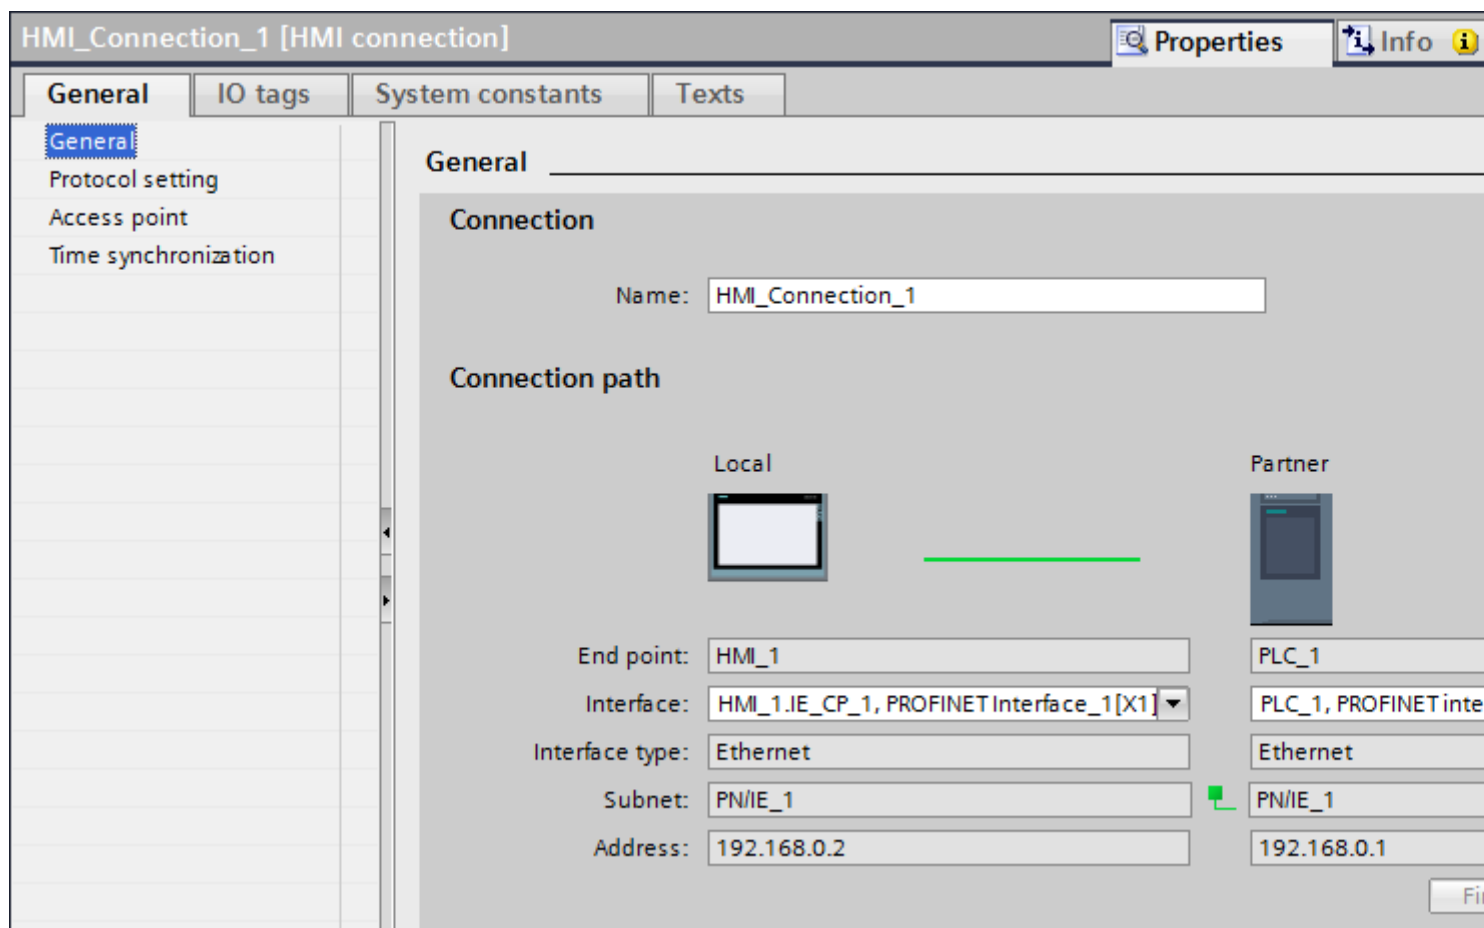 HMI_Connection_1 [HMI connection]
Properties
Info
General
IO tags
System constants
Texts
General
Protocol setting
Access point
Time synchronization
General
Connection
Name: HMI_Connection_1
Connection path
Local Partner
End point: HMI_1 PLC_1
Interface: HMI_1.IE_CP_1, PROFINET Interface_1[X1] PLC_1, PROFINET inte
Interface type: Ethernet Ethernet
Subnet: PN/IE_1 PN/IE_1
Address: 192.168.0.2 192.168.0.1